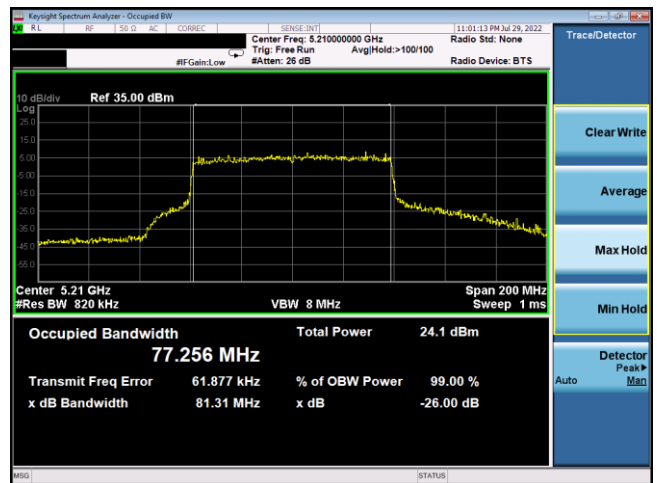 Keysight Spectrum Analyzer - Occupied BW
RL RF 50 Ω AC CORREC SENSE:INT 11:01:13 PM Jul 29, 2022
Center Freq: 5.210000000 GHz Radio Std: None
Trig: Free Run Avg|Hold:>100/100
#IFGain:Low #Atten: 26 dB Radio Device: BTS
10 dB/div Ref 35.00 dBm
Log
25.0
15.0
5.00
-5.00
-15.0
-25.0
-35.0
-45.0
-55.0
Center 5.21 GHz Span 200 MHz
#Res BW 820 kHz VBW 8 MHz Sweep 1 ms
Occupied Bandwidth Total Power 24.1 dBm
77.256 MHz
Transmit Freq Error 61.877 kHz % of OBW Power 99.00 %
x dB Bandwidth 81.31 MHz x dB -26.00 dB
MSG STATUS
Trace/Detector
Clear Write
Average
Max Hold
Min Hold
Detector
Peak▶
Auto Man